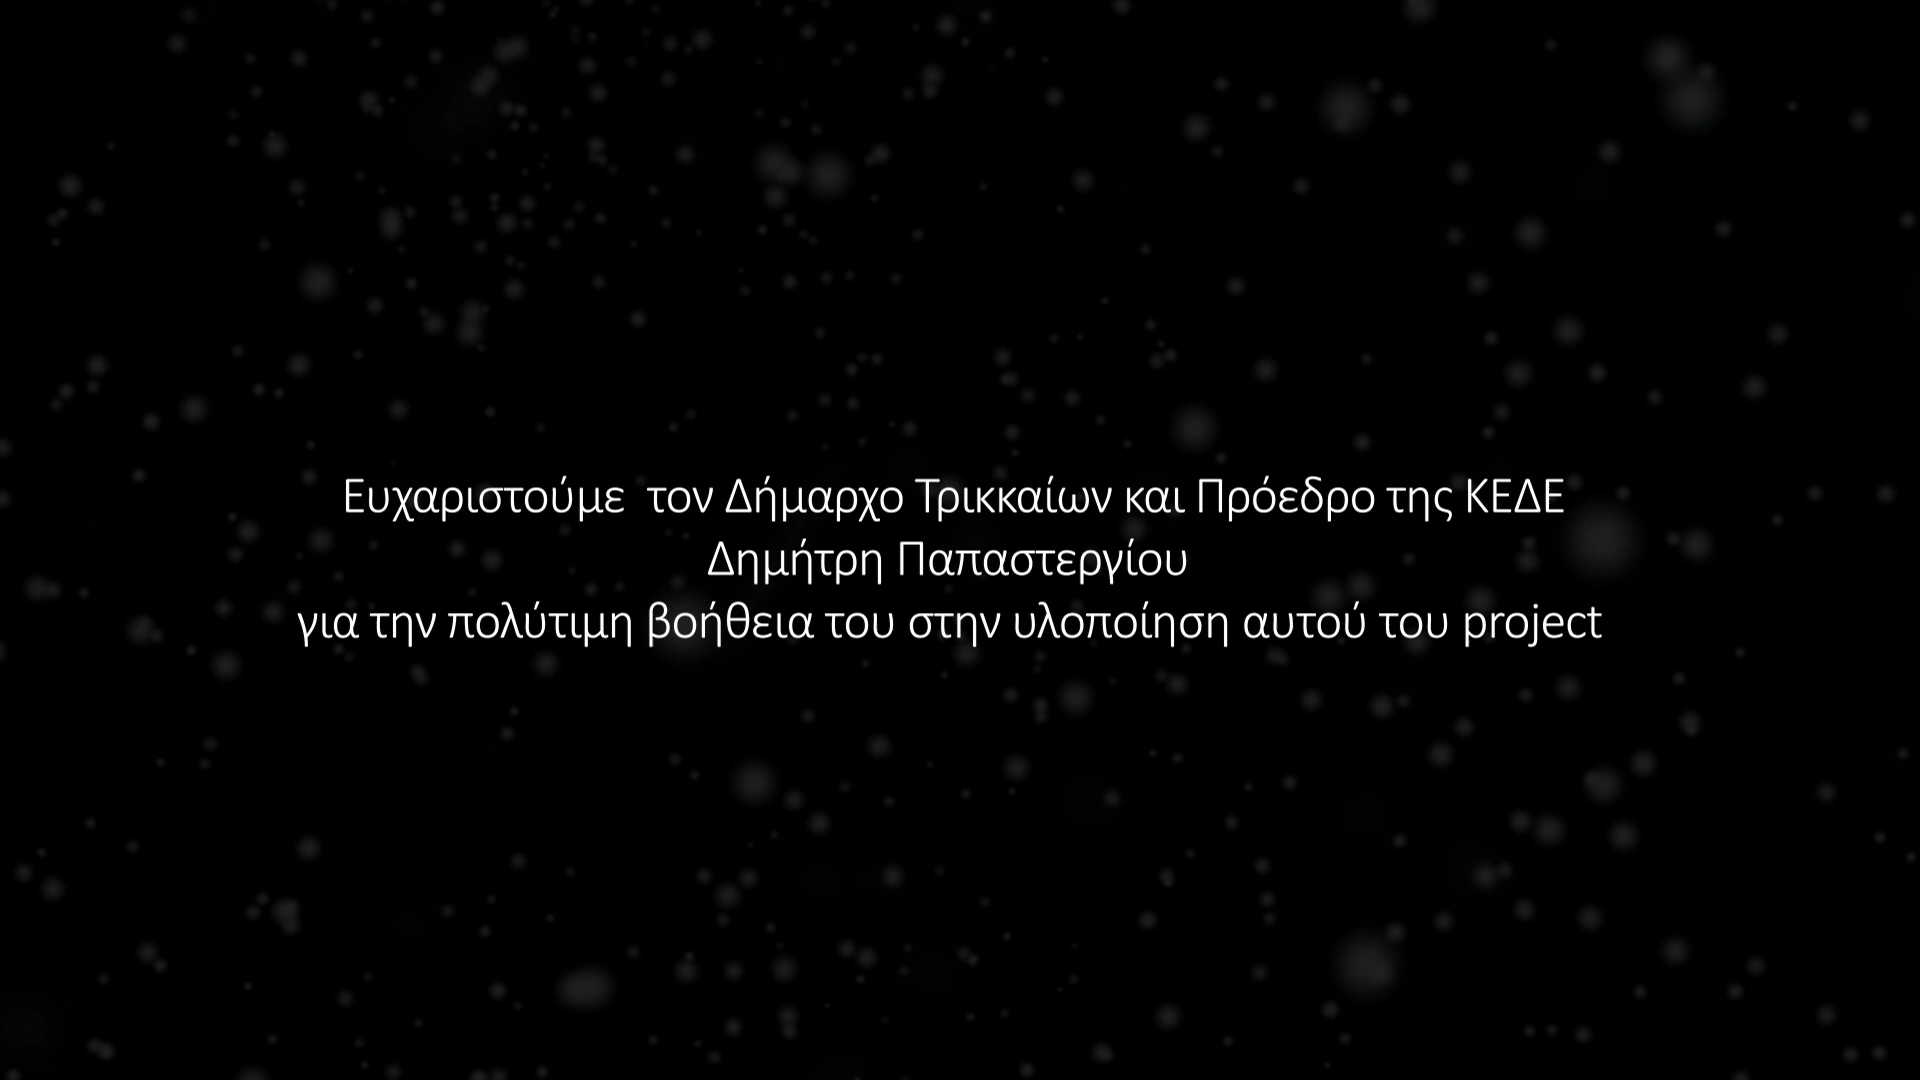 Ευχαριστούμε  τον Δήμαρχο Τρικκαίων και Πρόεδρο της ΚΕΔΕ
Δημήτρη Παπαστεργίου
για την πολύτιμη βοήθεια του στην υλοποίηση αυτού του project